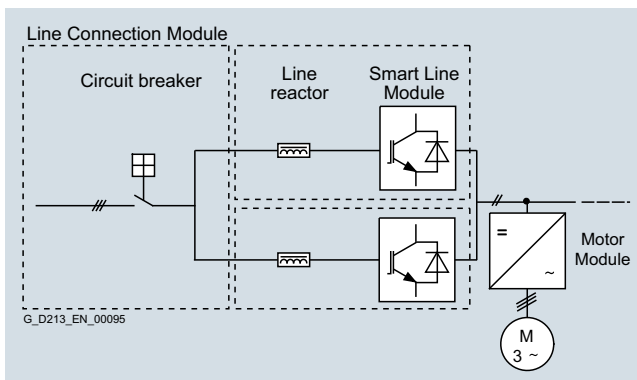 Line Connection Module
Circuit breaker
Line
reactor
Smart Line
Module
=
~
Motor
Module
M
3 ~
G_D213_EN_00095